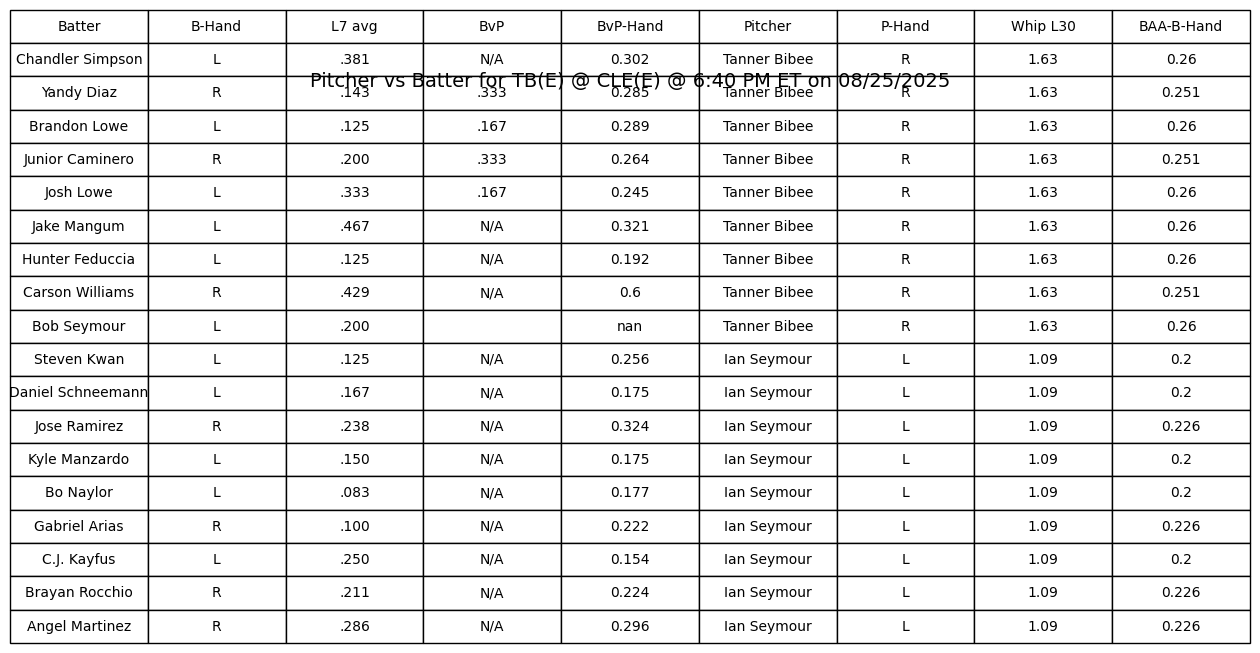 Batter B-Hand L7 avg BvP BvP-Hand Pitcher P-Hand Whip L30 BAA-B-Hand
Chandler Simpson L .381 N/A 0.302 Tanner Bibee R 1.63 0.26
Pitcher vs Batter for TB(E) @ CLE(E) @ 6:40 PM ET on 08/25/2025
Yandy Diaz R .143 .333 0.285 Tanner Bibee R 1.63 0.251
Brandon Lowe L .125 .167 0.289 Tanner Bibee R 1.63 0.26
Junior Caminero R .200 .333 0.264 Tanner Bibee R 1.63 0.251
Josh Lowe L .333 .167 0.245 Tanner Bibee R 1.63 0.26
Jake Mangum L .467 N/A 0.321 Tanner Bibee R 1.63 0.26
Hunter Feduccia L .125 N/A 0.192 Tanner Bibee R 1.63 0.26
Carson Williams R .429 N/A 0.6 Tanner Bibee R 1.63 0.251
Bob Seymour L .200 nan Tanner Bibee R 1.63 0.26
Steven Kwan L .125 N/A 0.256 Ian Seymour L 1.09 0.2
Daniel Schneemann L .167 N/A 0.175 Ian Seymour L 1.09 0.2
Jose Ramirez R .238 N/A 0.324 Ian Seymour L 1.09 0.226
Kyle Manzardo L .150 N/A 0.175 Ian Seymour L 1.09 0.2
Bo Naylor L .083 N/A 0.177 Ian Seymour L 1.09 0.2
Gabriel Arias R .100 N/A 0.222 Ian Seymour L 1.09 0.226
C.J. Kayfus L .250 N/A 0.154 Ian Seymour L 1.09 0.2
Brayan Rocchio R .211 N/A 0.224 Ian Seymour L 1.09 0.226
Angel Martinez R .286 N/A 0.296 Ian Seymour L 1.09 0.226